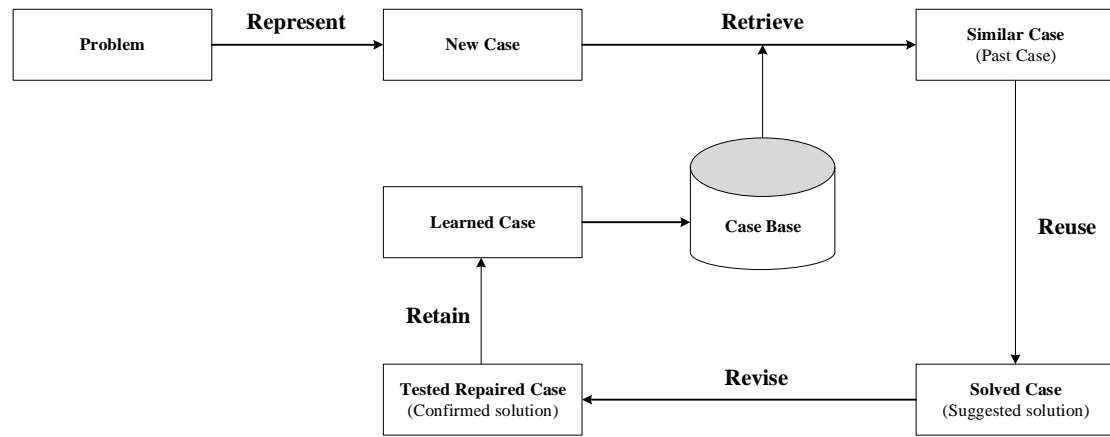 Represent
Retrieve
Problem
New Case
Similar Case
(Past Case)
Learned Case
Case Base
Reuse
Retain
Revise
Tested Repaired Case
(Confirmed solution)
Solved Case
(Suggested solution)